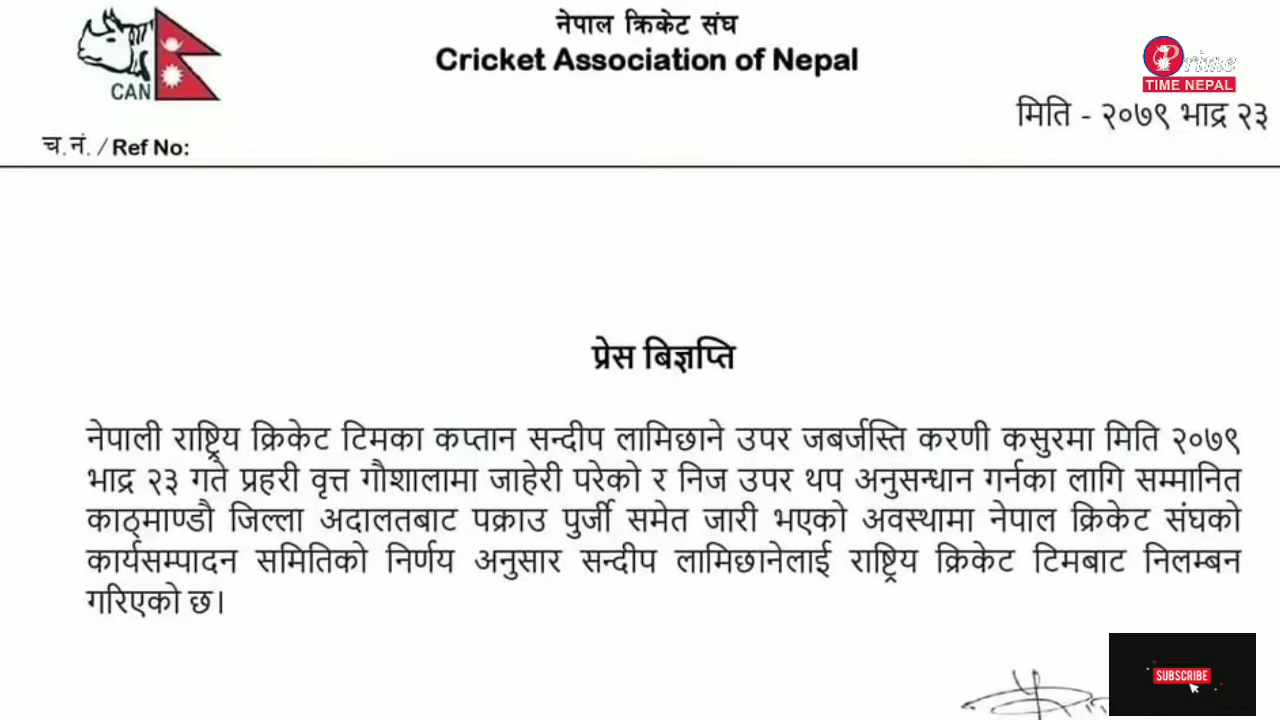 नेपाल क्रिकेट संघ
Cricket Association of Nepal
CAN
Prime
TIME NEPAL
मिति - २०७९ भाद्र २३
च.नं. / Ref No:
प्रेस बिज्ञप्ति
नेपाली राष्ट्रिय क्रिकेट टिमका कप्तान सन्दीप लामिछाने उपर जबर्जस्ति करणी कसुरमा मिति २०७९
भाद्र २३ गते प्रहरी वृत्त गौशालामा जाहेरी परेको र निज उपर थप अनुसन्धान गर्नका लागि सम्मानित
काठ्माण्डौ जिल्ला अदालतबाट पक्राउ पुर्जी समेत जारी भएको अवस्थामा नेपाल क्रिकेट संघको
कार्यसम्पादन समितिको निर्णय अनुसार सन्दीप लामिछानेलाई राष्ट्रिय क्रिकेट टिमबाट निलम्बन
गरिएको छ।
SUBSCRIBE